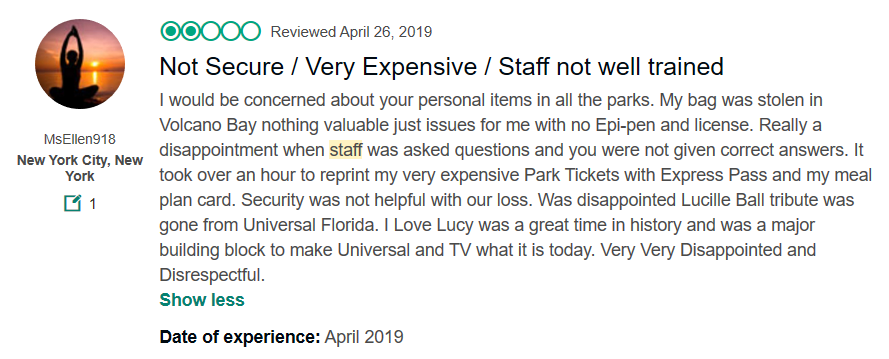 Reviewed April 26, 2019
Not Secure / Very Expensive / Staff not well trained
I would be concerned about your personal items in all the parks. My bag was stolen in
Volcano Bay nothing valuable just issues for me with no Epi-pen and license. Really a
disappointment when staff was asked questions and you were not given correct answers. It
took over an hour to reprint my very expensive Park Tickets with Express Pass and my meal
plan card. Security was not helpful with our loss. Was disappointed Lucille Ball tribute was
gone from Universal Florida. I Love Lucy was a great time in history and was a major
building block to make Universal and TV what it is today. Very Very Disappointed and
Disrespectful.
Show less
Date of experience: April 2019
MsEllen918
New York City, New
York
1